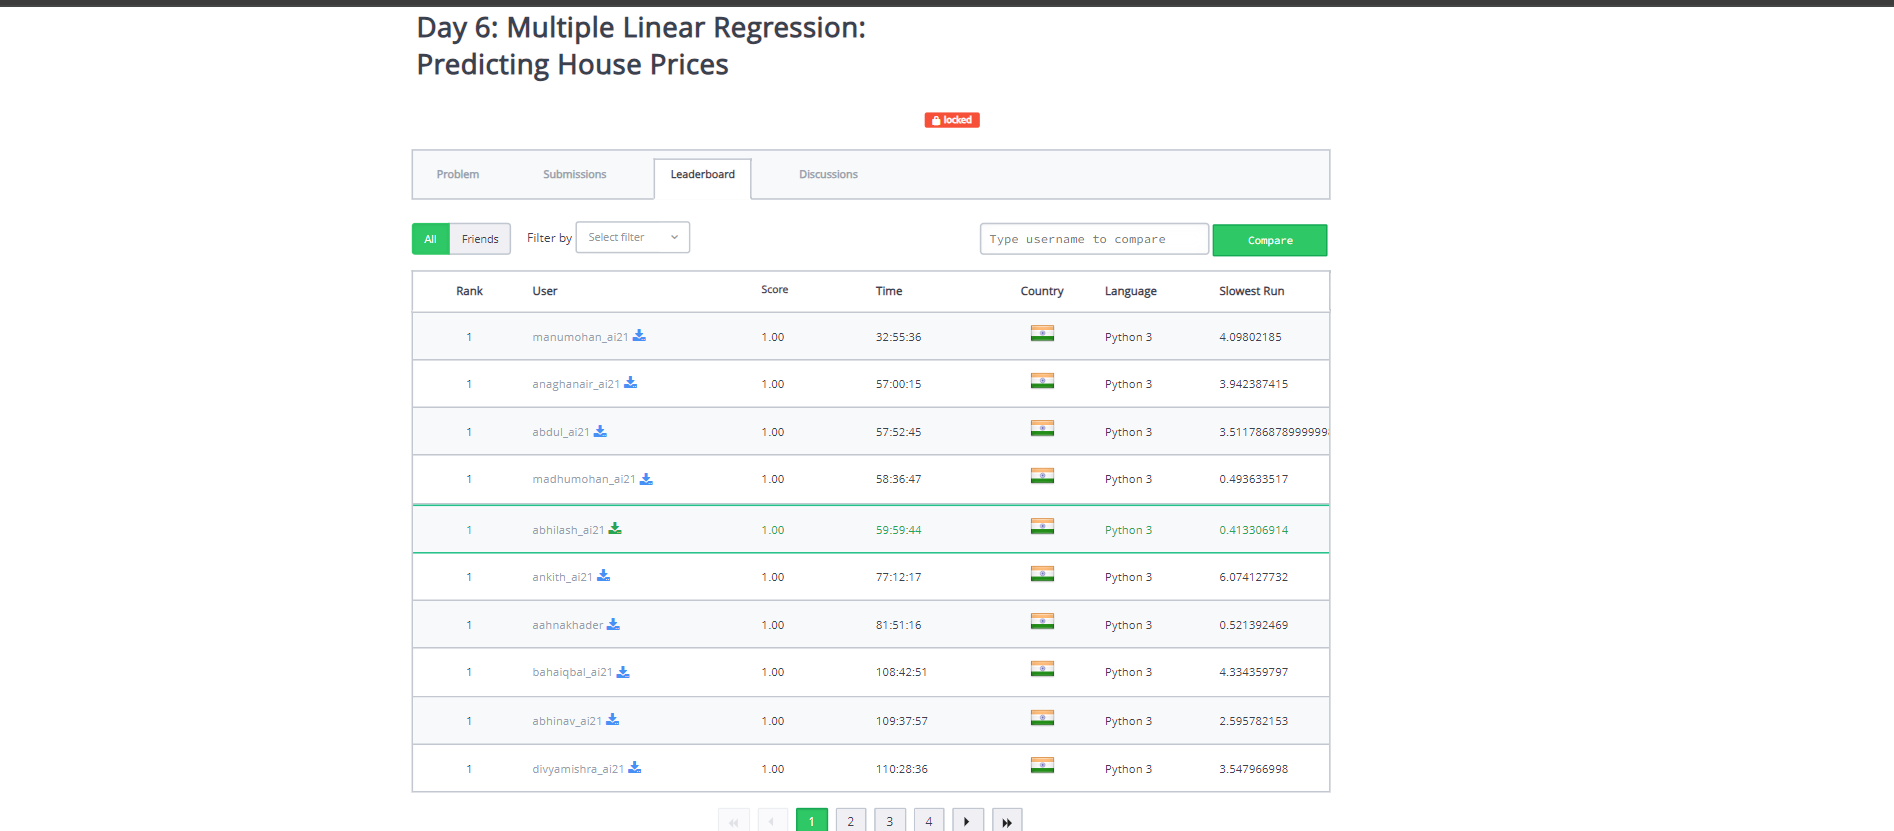 Day 6: Multiple Linear Regression:
Predicting House Prices
locked
Problem Submissions Leaderboard Discussions
All Friends Filter by Select filter Type username to compare Compare
Rank User Score Time Country Language Slowest Run
1 manumohan_ai21 1.00 32:55:36 Python 3 4.09802185
1 anaghanair_ai21 1.00 57:00:15 Python 3 3.942387415
1 abdul_ai21 1.00 57:52:45 Python 3 3.511786878999999
1 madhumohan_ai21 1.00 58:36:47 Python 3 0.493633517
1 abhilash_ai21 1.00 59:59:44 Python 3 0.413306914
1 ankith_ai21 1.00 77:12:17 Python 3 6.074127732
1 aahnakhader 1.00 81:51:16 Python 3 0.521392469
1 bahaiqbal_ai21 1.00 108:42:51 Python 3 4.334359797
1 abhinav_ai21 1.00 109:37:57 Python 3 2.595782153
1 divyamishra_ai21 1.00 110:28:36 Python 3 3.547966998
1 2 3 4